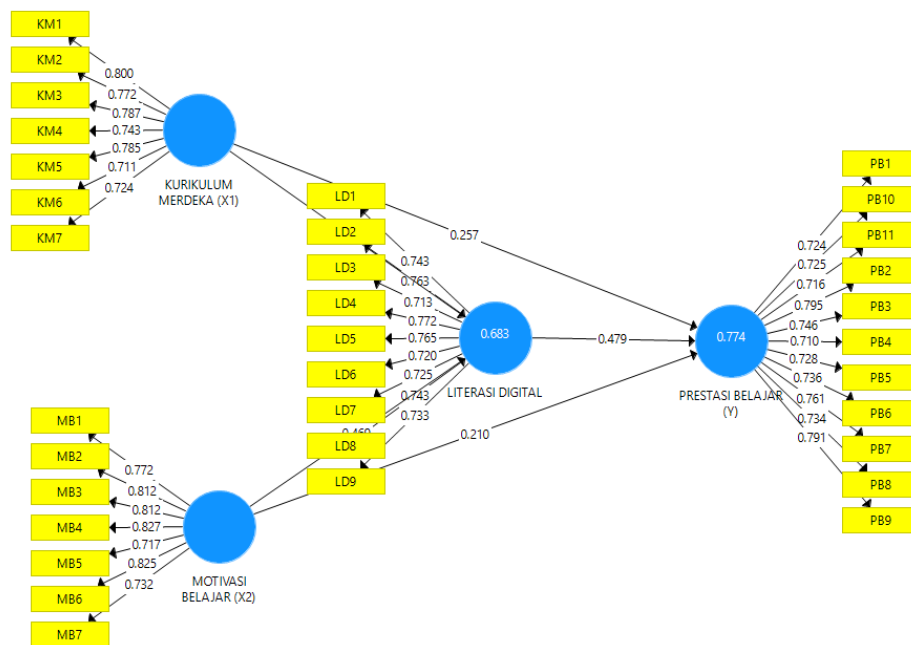 KM1
KM2
KM3
KM4
KM5
KM6
KM7
0.800
0.772
0.787
0.743
0.785
0.711
0.724
KURIKULUM
MERDEKA (X1)
LD1
LD2
LD3
LD4
LD5
LD6
LD7
LD8
LD9
0.743
0.763
0.713
0.772
0.765
0.720
0.725
0.743
0.733
0.683
LITERASI DIGITAL
0.257
0.479
0.210
MB1
MB2
MB3
MB4
MB5
MB6
MB7
0.772
0.812
0.812
0.827
0.717
0.825
0.732
MOTIVASI
BELAJAR (X2)
0.774
PRESTASI BELAJAR
(Y)
0.724
0.725
0.716
0.795
0.746
0.710
0.728
0.736
0.761
0.734
0.791
PB1
PB10
PB11
PB2
PB3
PB4
PB5
PB6
PB7
PB8
PB9